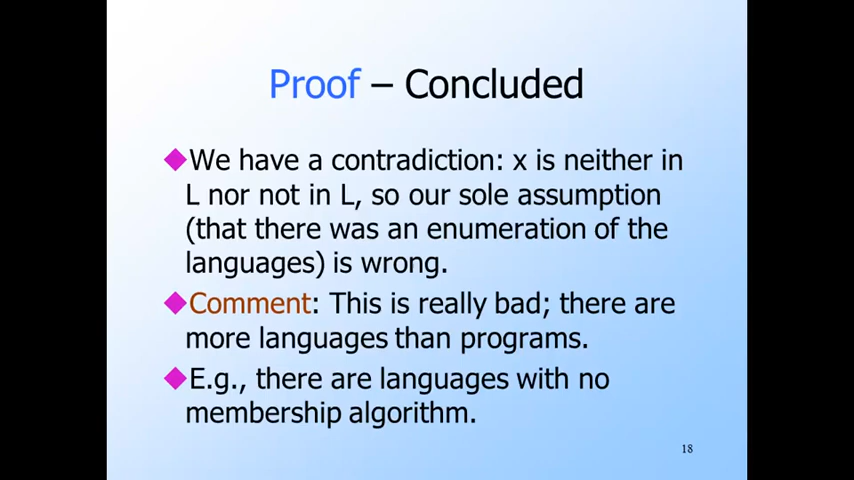 Proof – Concluded
We have a contradiction: x is neither in
L nor not in L, so our sole assumption
(that there was an enumeration of the
languages) is wrong.
Comment: This is really bad; there are
more languages than programs.
E.g., there are languages with no
membership algorithm.
18